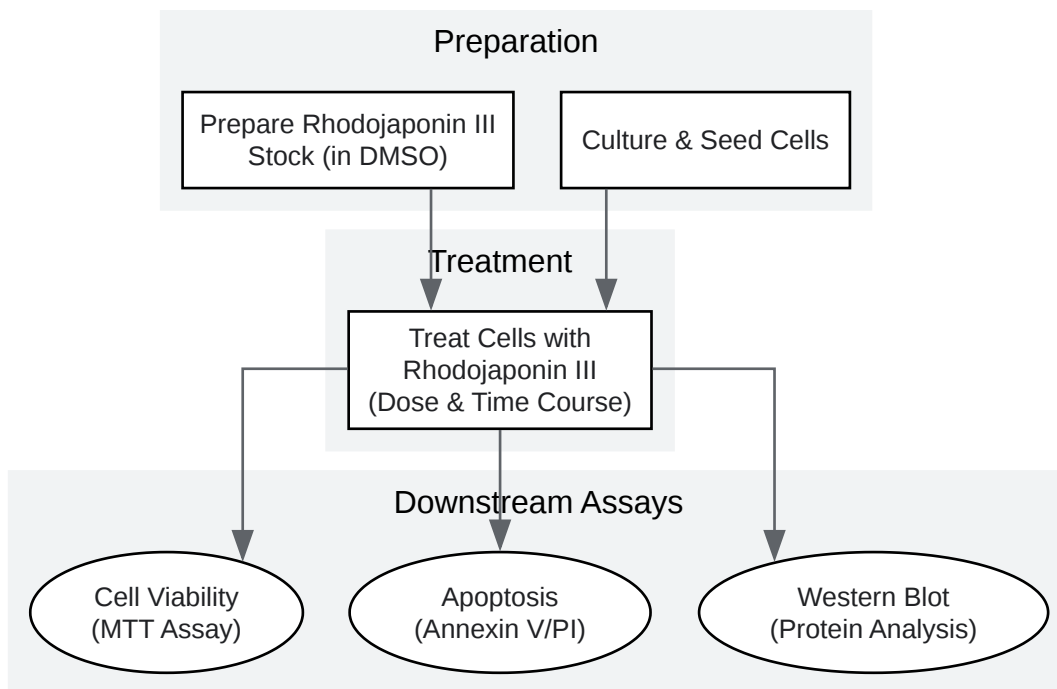 Preparation
Prepare Rhodojaponin III
Stock (in DMSO)
Culture & Seed Cells
Treatment
Treat Cells with
Rhodojaponin III
(Dose & Time Course)
Downstream Assays
Cell Viability
(MTT Assay)
Apoptosis
(Annexin V/PI)
Western Blot
(Protein Analysis)